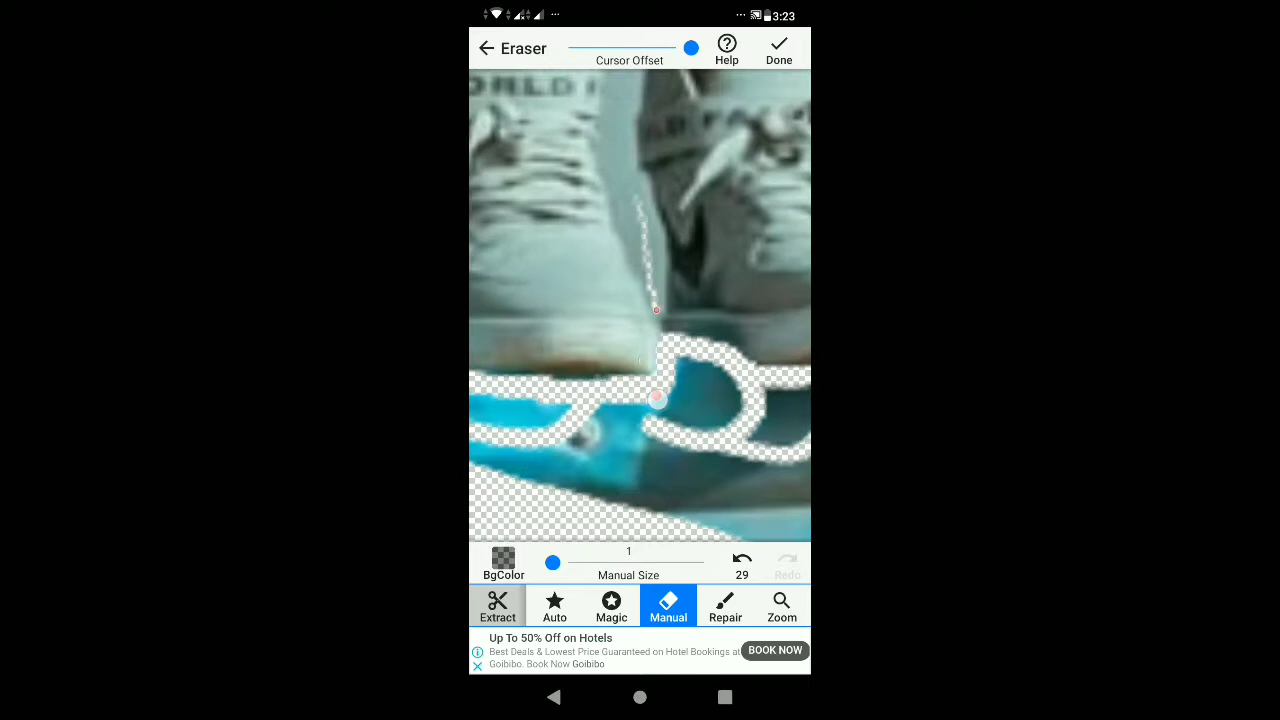 3:23
Eraser
Cursor Offset
Help
Done
ORLD
1
BgColor
Manual Size
29
Redo
Extract
Auto
Magic
Manual
Repair
Zoom
Up To 50% Off on Hotels
Best Deals & Lowest Price Guaranteed on Hotel Bookings at
Goibibo. Book Now Goibibo
BOOK NOW